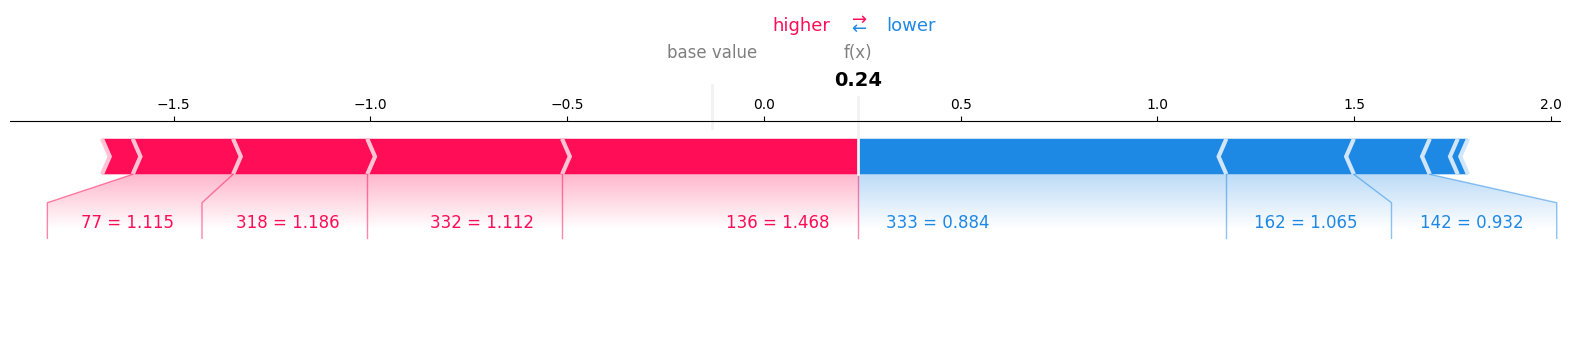 higher ⇄ lower
base value f(x)
0.24
−1.5 −1.0 −0.5 0.0 0.5 1.0 1.5 2.0
77 = 1.115 318 = 1.186 332 = 1.112 136 = 1.468 333 = 0.884 162 = 1.065 142 = 0.932